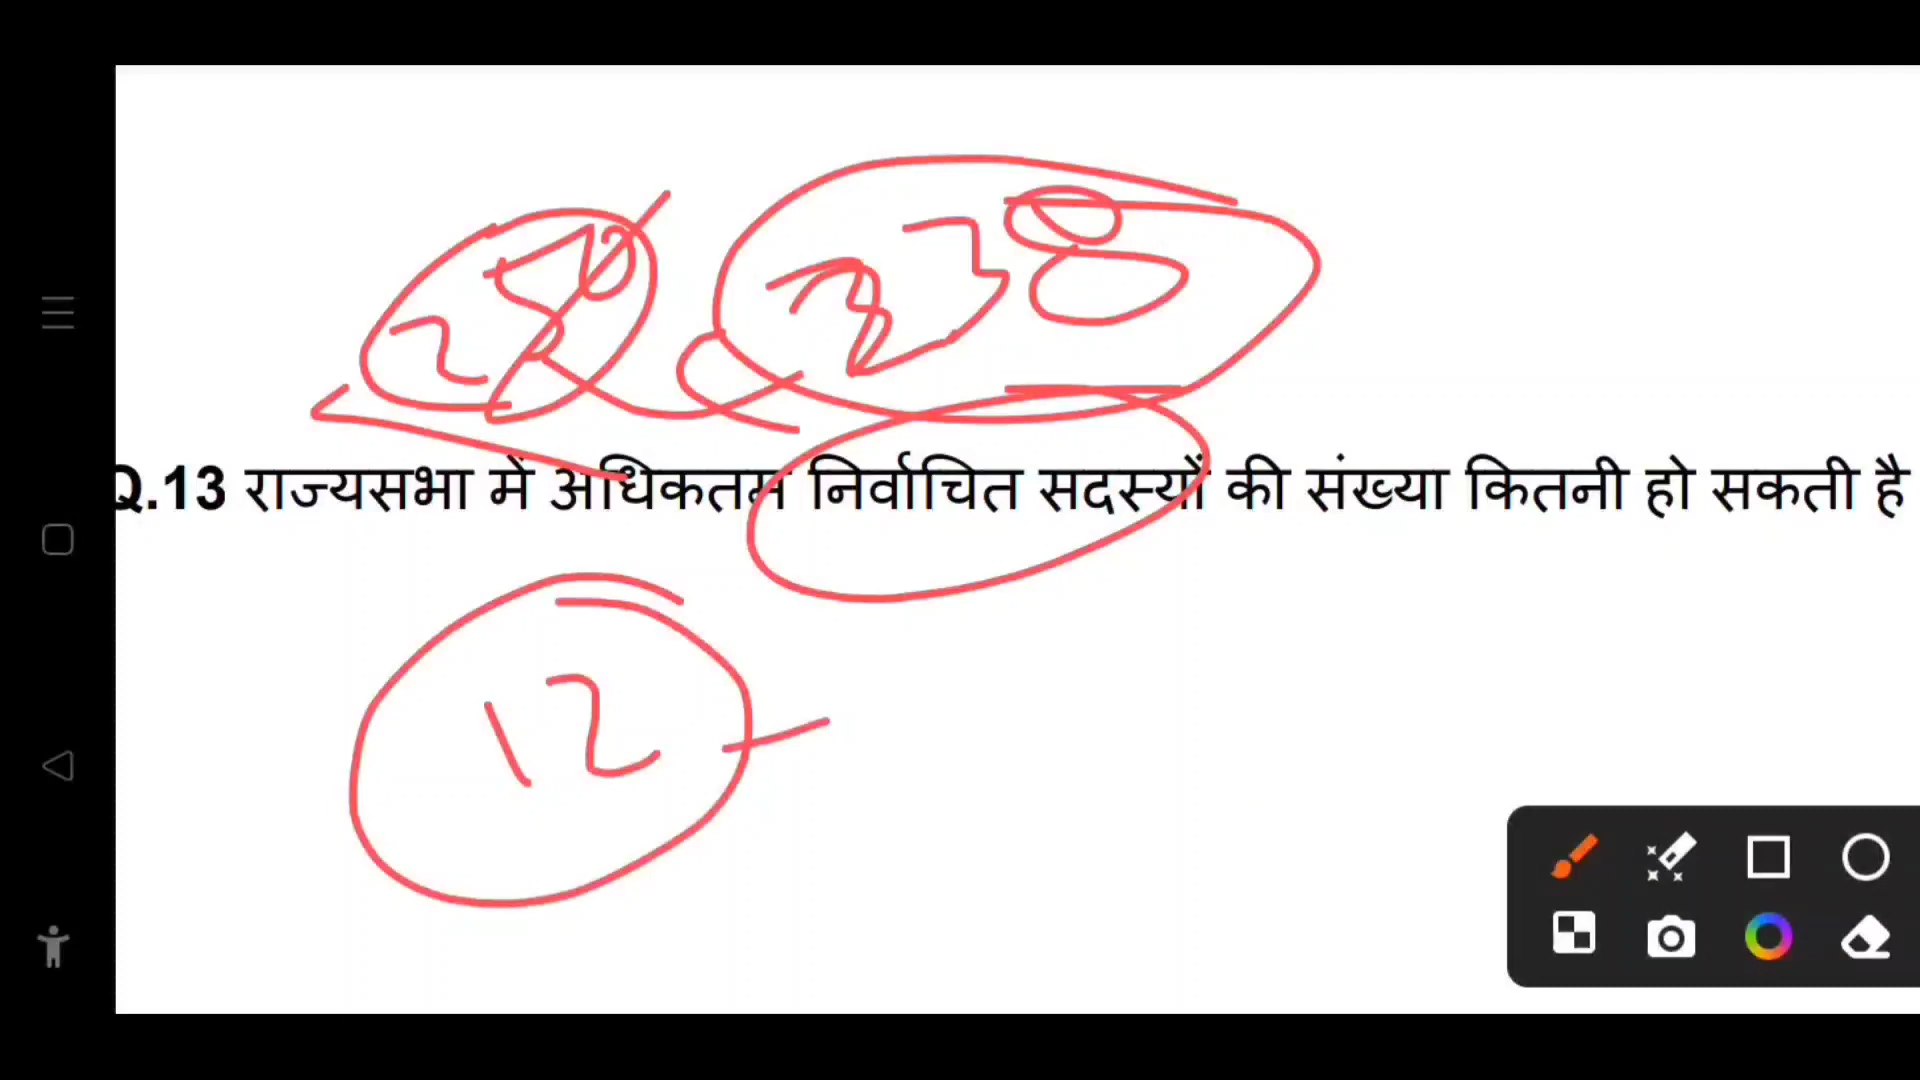 250 238
Q.13 राज्यसभा में अधिकतम निर्वाचित सदस्यों की संख्या कितनी हो सकती है
12